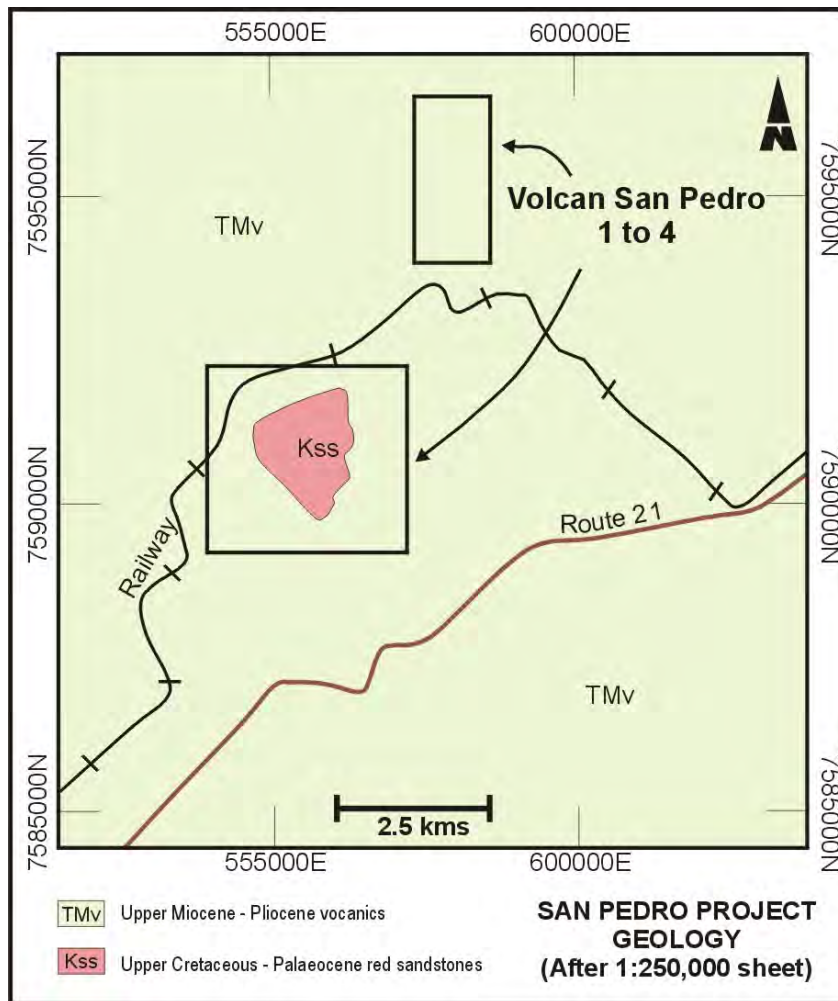 555000E
600000E
N
7595000N
7595000N
TMv
Volcan San Pedro
1 to 4
Kss
7590000N
7590000N
Railway
Route 21
TMv
7585000N
7585000N
2.5 kms
555000E
600000E
TMv Upper Miocene - Pliocene vocanics
Kss Upper Cretaceous - Palaeocene red sandstones
SAN PEDRO PROJECT
GEOLOGY
(After 1:250,000 sheet)